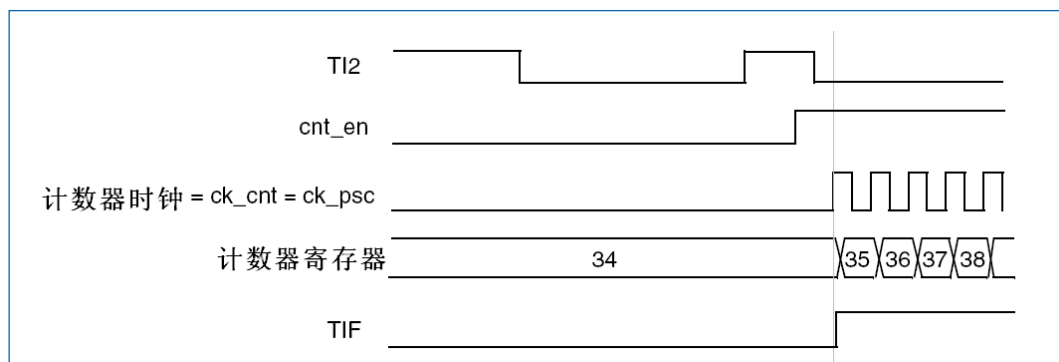 TI2
cnt_en
计数器时钟 = ck_cnt = ck_psc
计数器寄存器 34 35 36 37 38
TIF